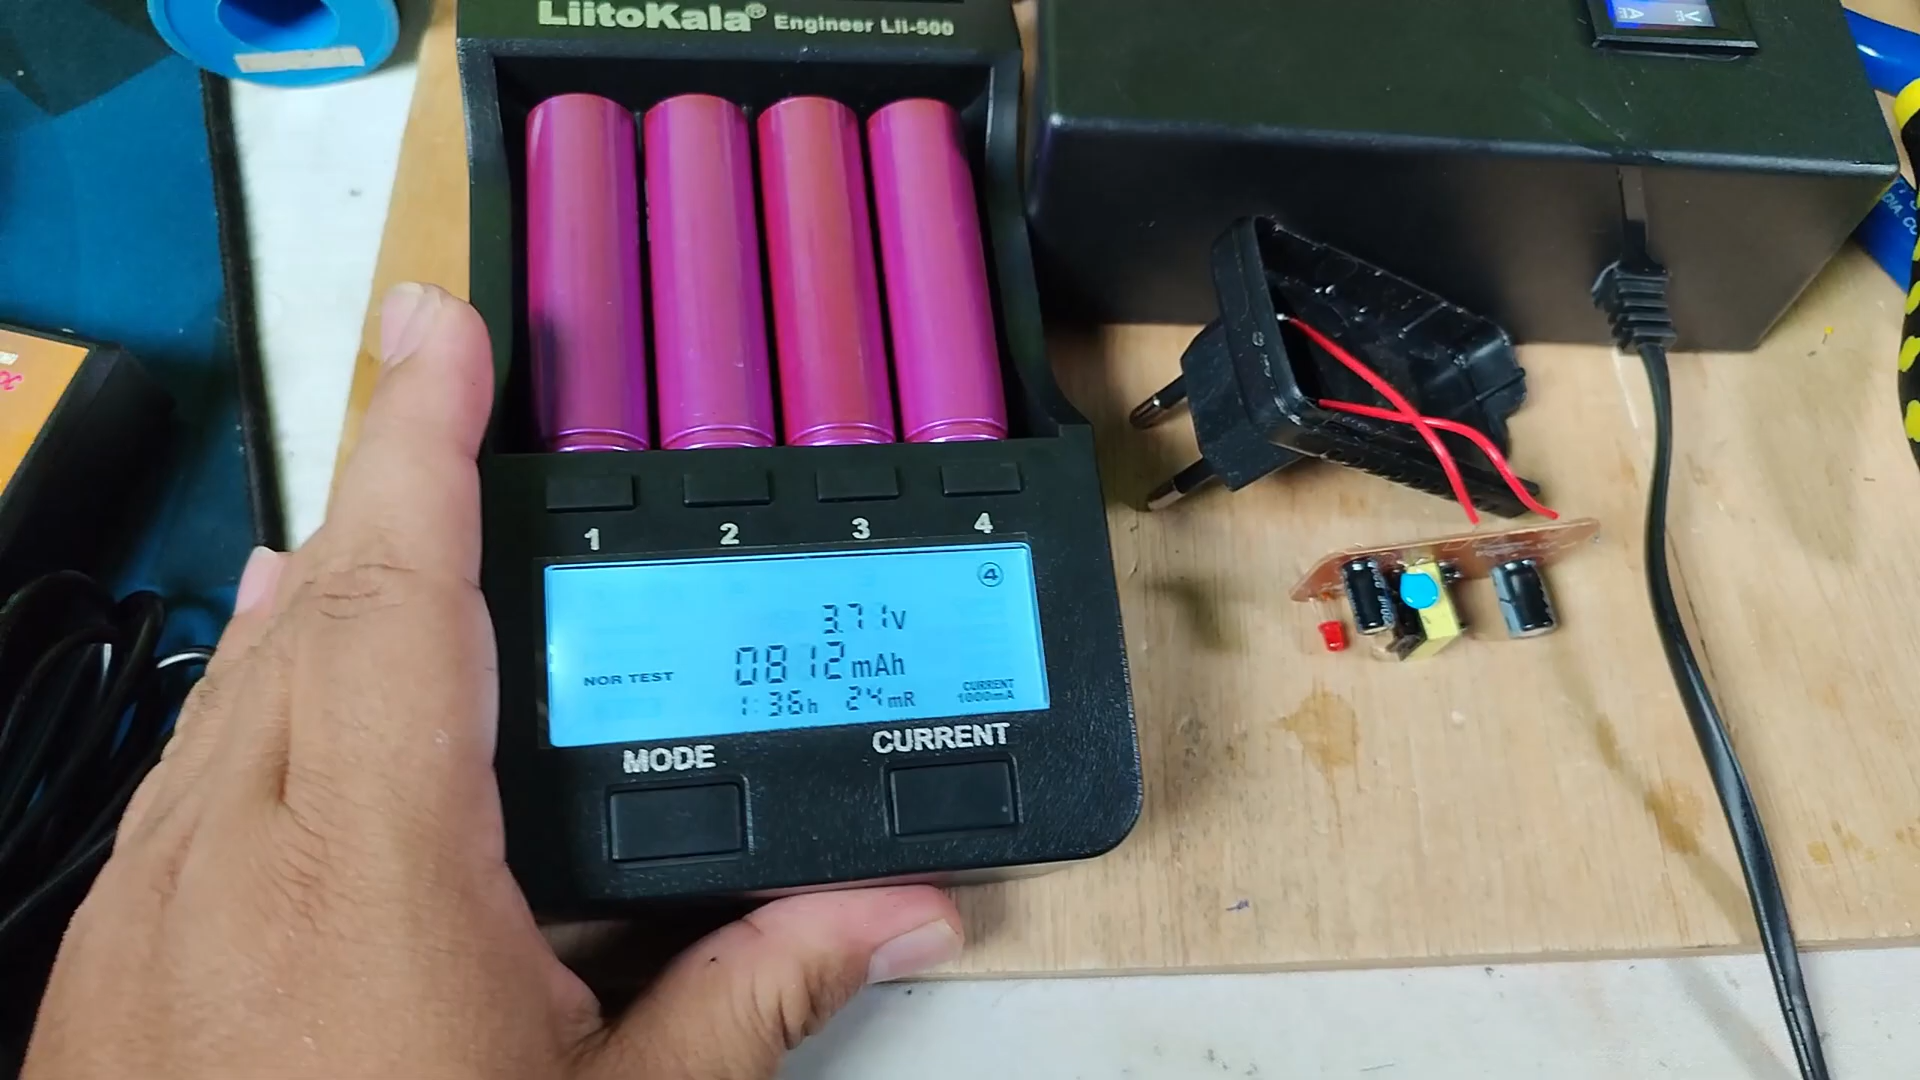 LiitoKala® Engineer Lii-500
V
A
1 2 3 4
4
3.71V
NOR TEST 0812mAh
1:36h 24mR CURRENT 1000mA
MODE CURRENT